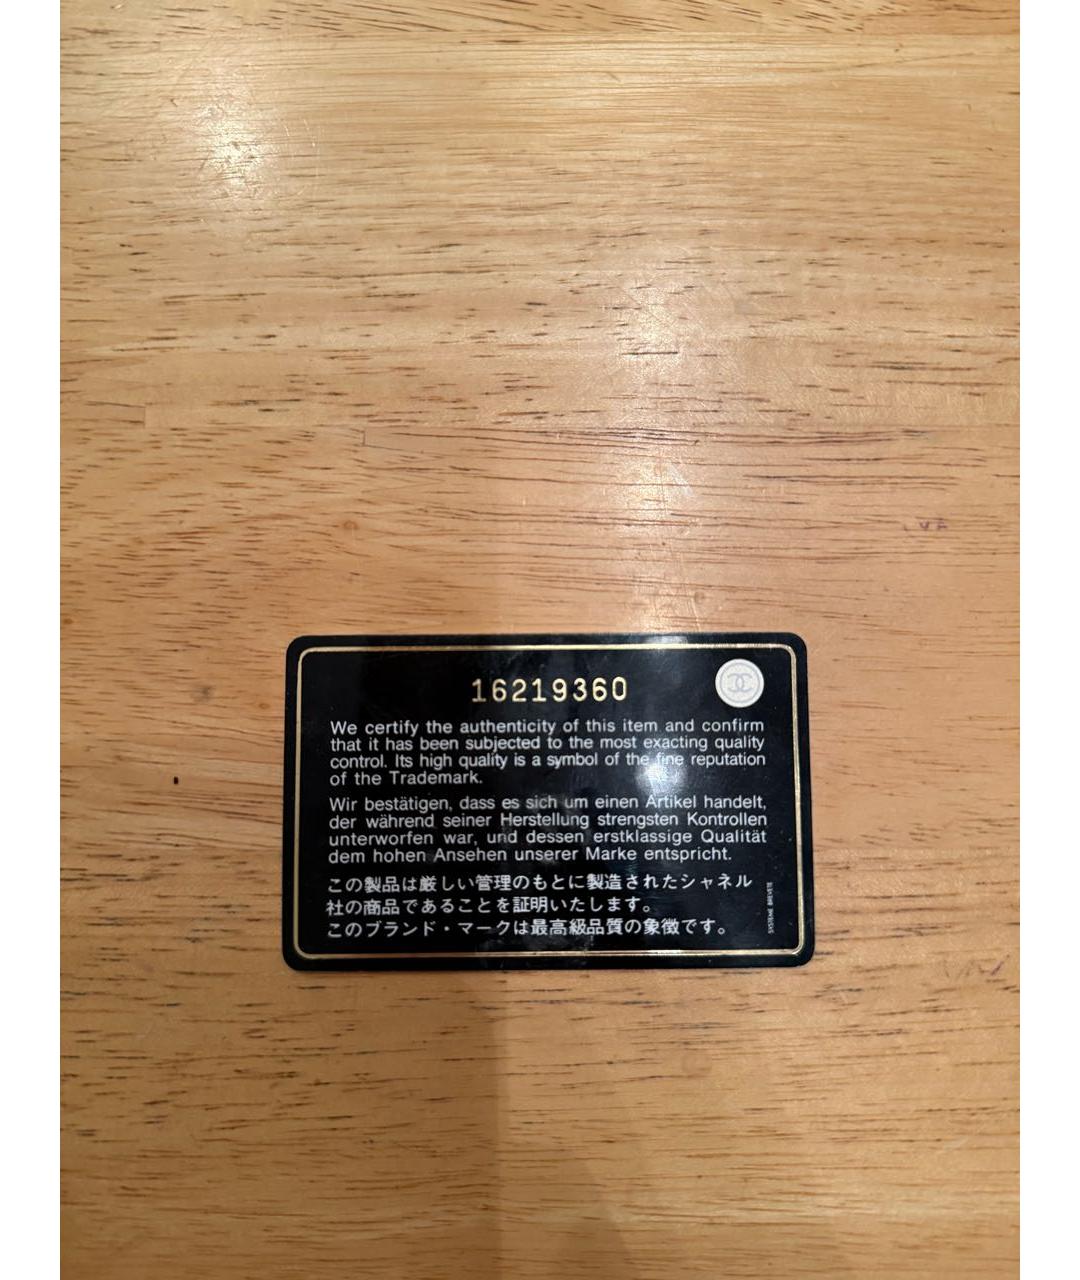 16219360
We certify the authenticity of this item and confirm
that it has been subjected to the most exacting quality
control. Its high quality is a symbol of the fine reputation
of the Trademark.
Wir bestätigen, dass es sich um einen Artikel handelt,
der während seiner Herstellung strengsten Kontrollen
unterworfen war, und dessen erstklassige Qualität
dem hohen Ansehen unserer Marke entspricht.
この製品は厳しい管理のもとに製造されたシャネル
社の商品であることを証明いたします。
このブランド・マークは最高級品質の象徴です。
SYSTEME BREVETE